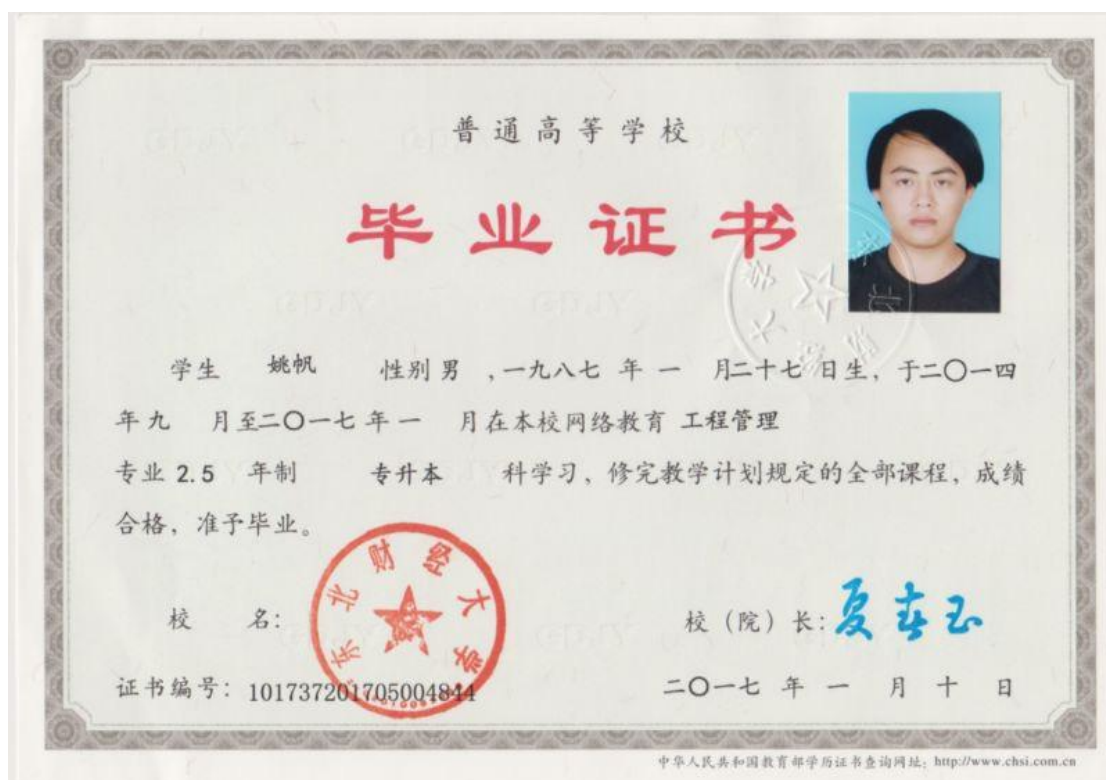 普通高等学校
毕业证书
学生 姚帆 性别 男 ，一九八七 年 一 月二十七日生，于二〇一四
年九 月至二〇一七年一 月在本校网络教育 工程管理
专业 2.5 年制 专升本 科学习，修完教学计划规定的全部课程，成绩
合格，准予毕业。
东北财经大学
校 名：
校（院）长：夏春玉
证书编号：101737201705004844
二〇一七 年 一 月 十 日
中华人民共和国教育部学历证书查询网址：http://www.chsi.com.cn